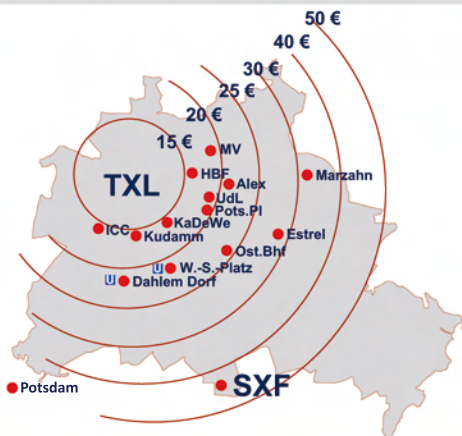 50 €
40 €
30 €
25 €
20 €
15 €
MV
TXL
HBF
Marzahn
Alex
UdL
Pots.Pl
KaDeWe
ICC
Kudamm
Estrel
Ost.Bhf
U W.-S.-Platz
U Dahlem Dorf
Potsdam
SXF